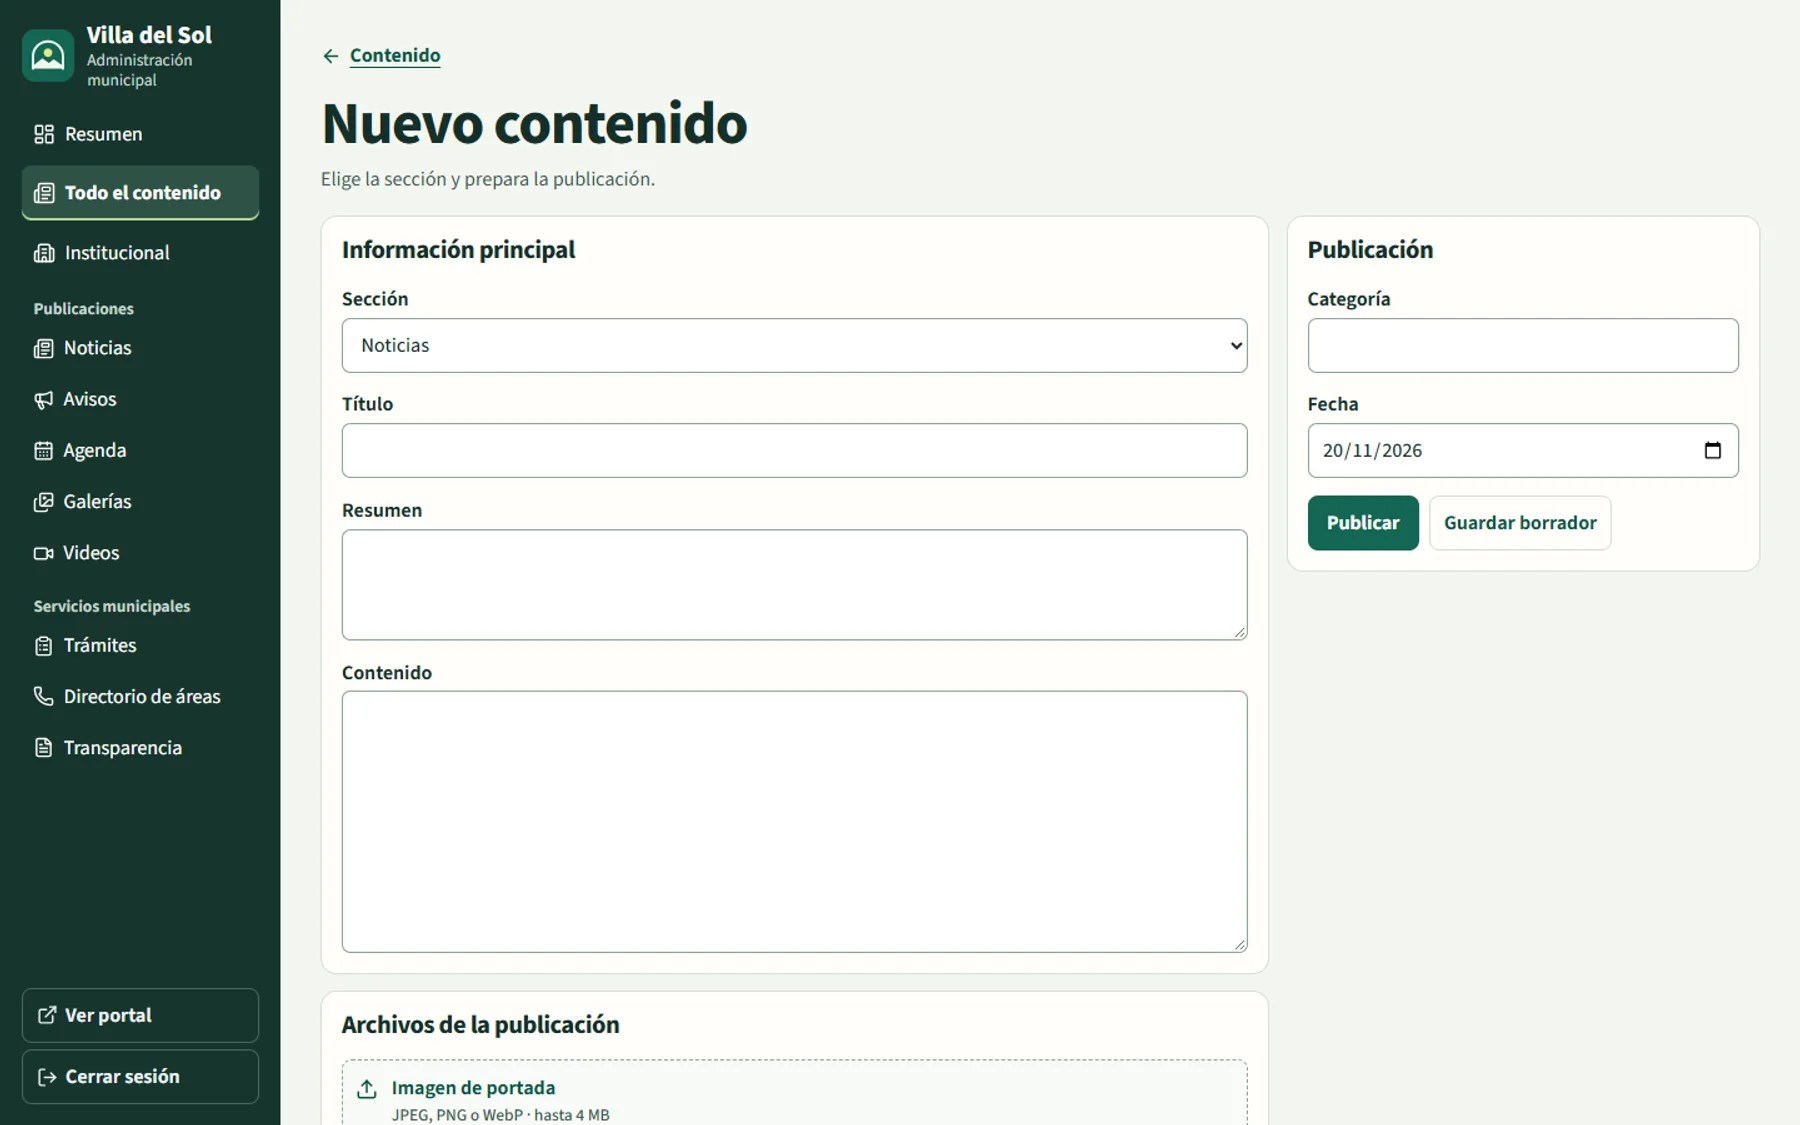 Villa del Sol
Administración
municipal
Resumen
Todo el contenido
Institucional
Publicaciones
Noticias
Avisos
Agenda
Galerías
Videos
Servicios municipales
Trámites
Directorio de áreas
Transparencia
Ver portal
Cerrar sesión
Contenido
Nuevo contenido
Elige la sección y prepara la publicación.
Información principal
Sección
Noticias
Título
Resumen
Contenido
Archivos de la publicación
Imagen de portada
JPEG, PNG o WebP · hasta 4 MB
Publicación
Categoría
Fecha
20/11/2026
Publicar
Guardar borrador